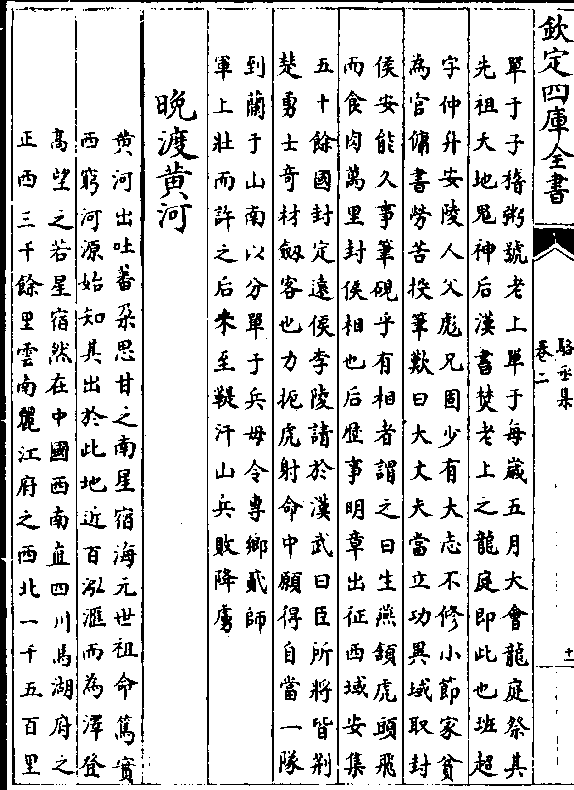 欽定四庫全書
駱丞集
卷二
十一
單于子稽粥號老上單于每歲五月大會龍庭祭其
先祖天地鬼神后漢書焚老上之龍庭即此也班超
字仲升安陵人父彪兄固少有大志不修小節家貧
為官傭書勞苦投筆歎曰大丈夫當立功異域取封
侯安能久事筆硯乎有相者謂之曰生燕頷虎頭飛
而食肉萬里封侯相也后歷事明章出征西域安集
五十餘國封定遠侯李陵請於漢武曰臣所將皆荆
楚勇士奇材劔客也力扼虎射命中願得自當一隊
到蘭于山南以分單于兵毋令專鄉貳師
軍上壯而許之后來至鞮汗山兵敗降虜
晚渡黄河
黄河出吐蕃朶思甘之南星宿海元世祖命篤實
西窮河源始知其出於此地近百泓滙而為澤登
髙望之若星宿然在中國西南直四川馬湖府之
正西三千餘里雲南麗江府之西北一千五百里